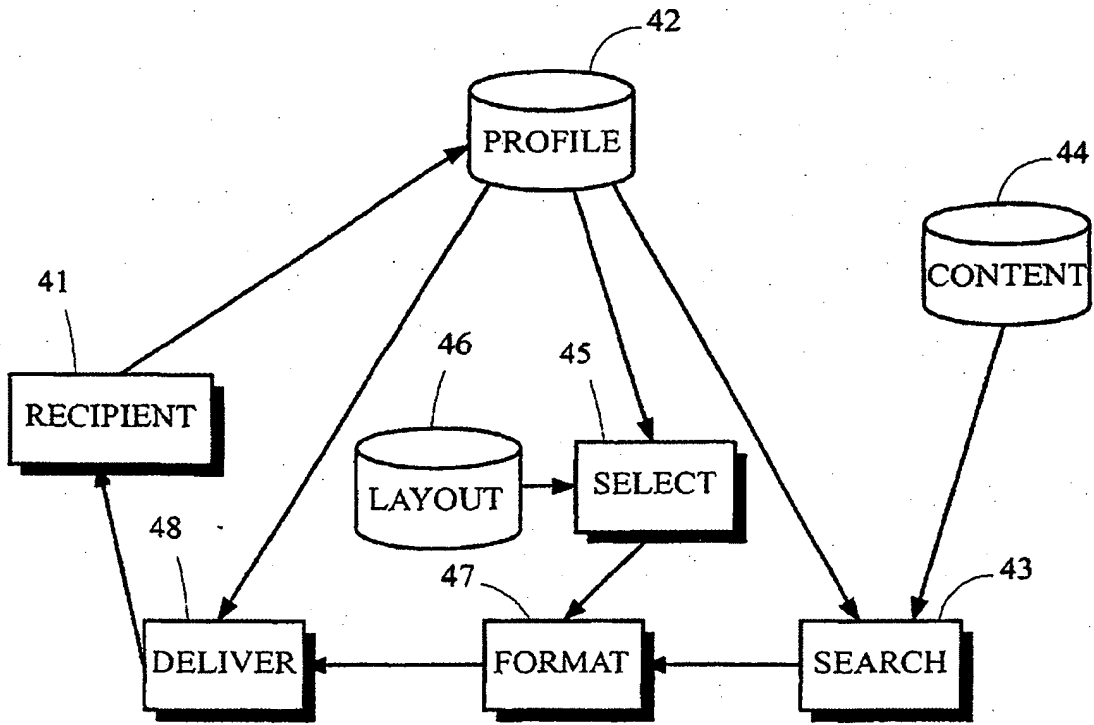 42
PROFILE
44
CONTENT
41
RECIPIENT
46
LAYOUT
45
SELECT
48
DELIVER
47
FORMAT
43
SEARCH